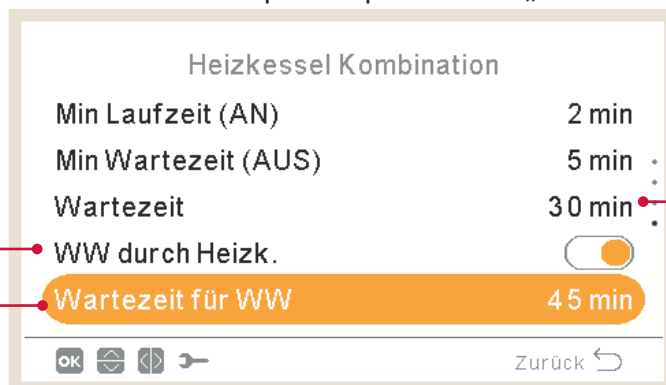 Heizkessel Kombination
Min Laufzeit (AN) 2 min
Min Wartezeit (AUS) 5 min
Wartezeit 30 min
WW durch Heizk.
Wartezeit für WW 45 min
OK Zurück